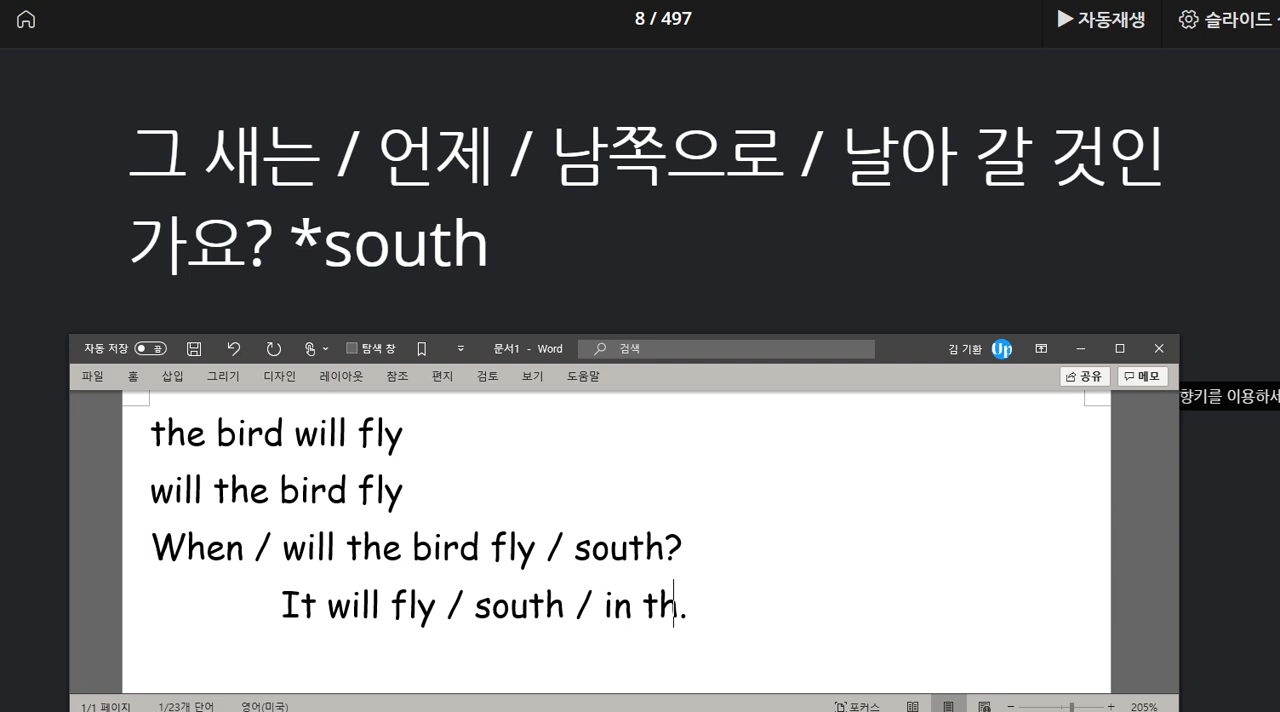 8 / 497
▶ 자동재생
슬라이드
그 새는 / 언제 / 남쪽으로 / 날아 갈 것인
가요? *south
자동 저장 끔 탐색 창 문서1 - Word 검색 김 기환 Up
파일 홈 삽입 그리기 디자인 레이아웃 참조 편지 검토 보기 도움말 공유 메모
향키를 이용하세
the bird will fly
will the bird fly
When / will the bird fly / south?
It will fly / south / in th.
1/1 페이지 1/23개 단어 영어(미국) 포커스 205%